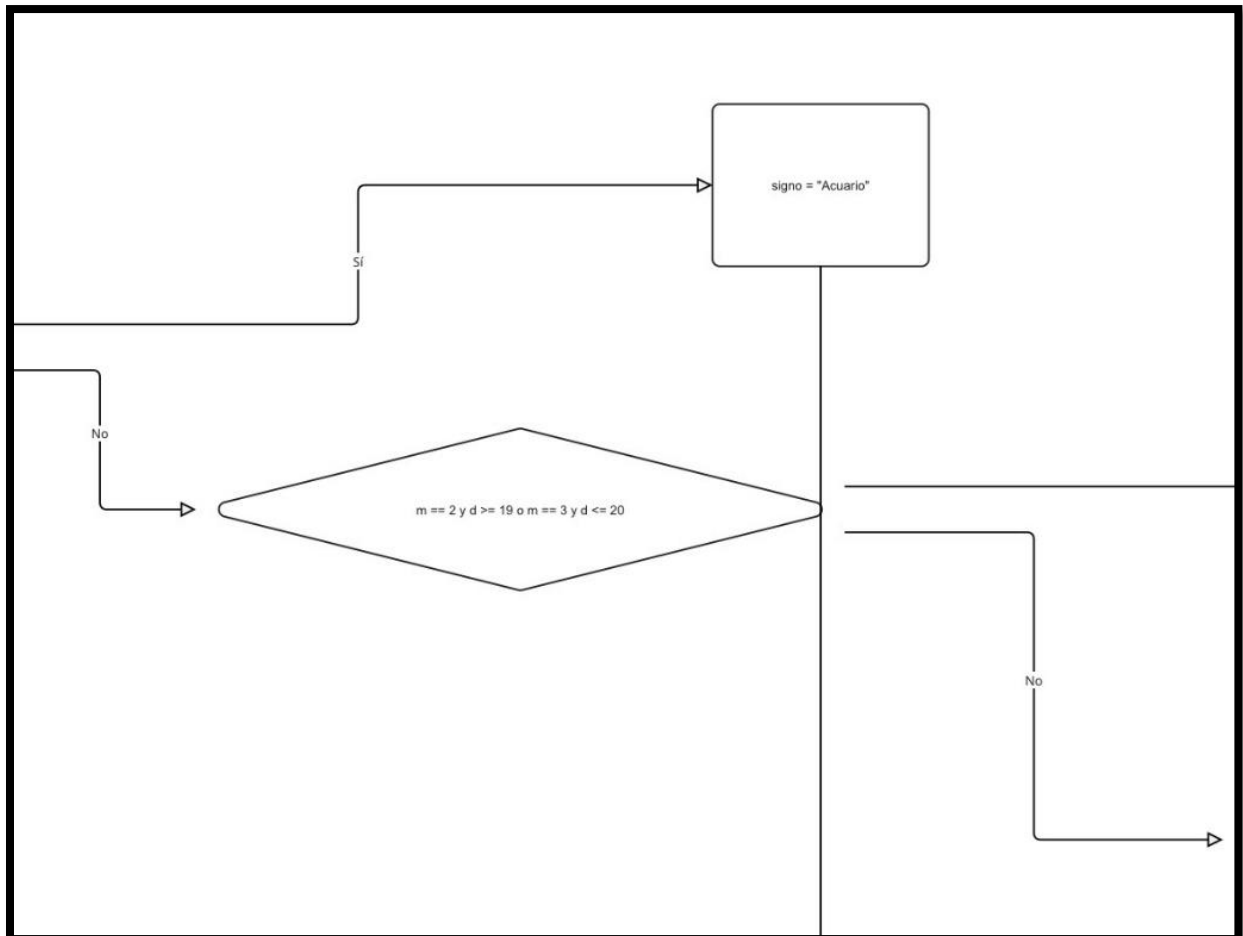 signo = "Acuario"
Sí
No
m == 2 y d >= 19 o m == 3 y d <= 20
No